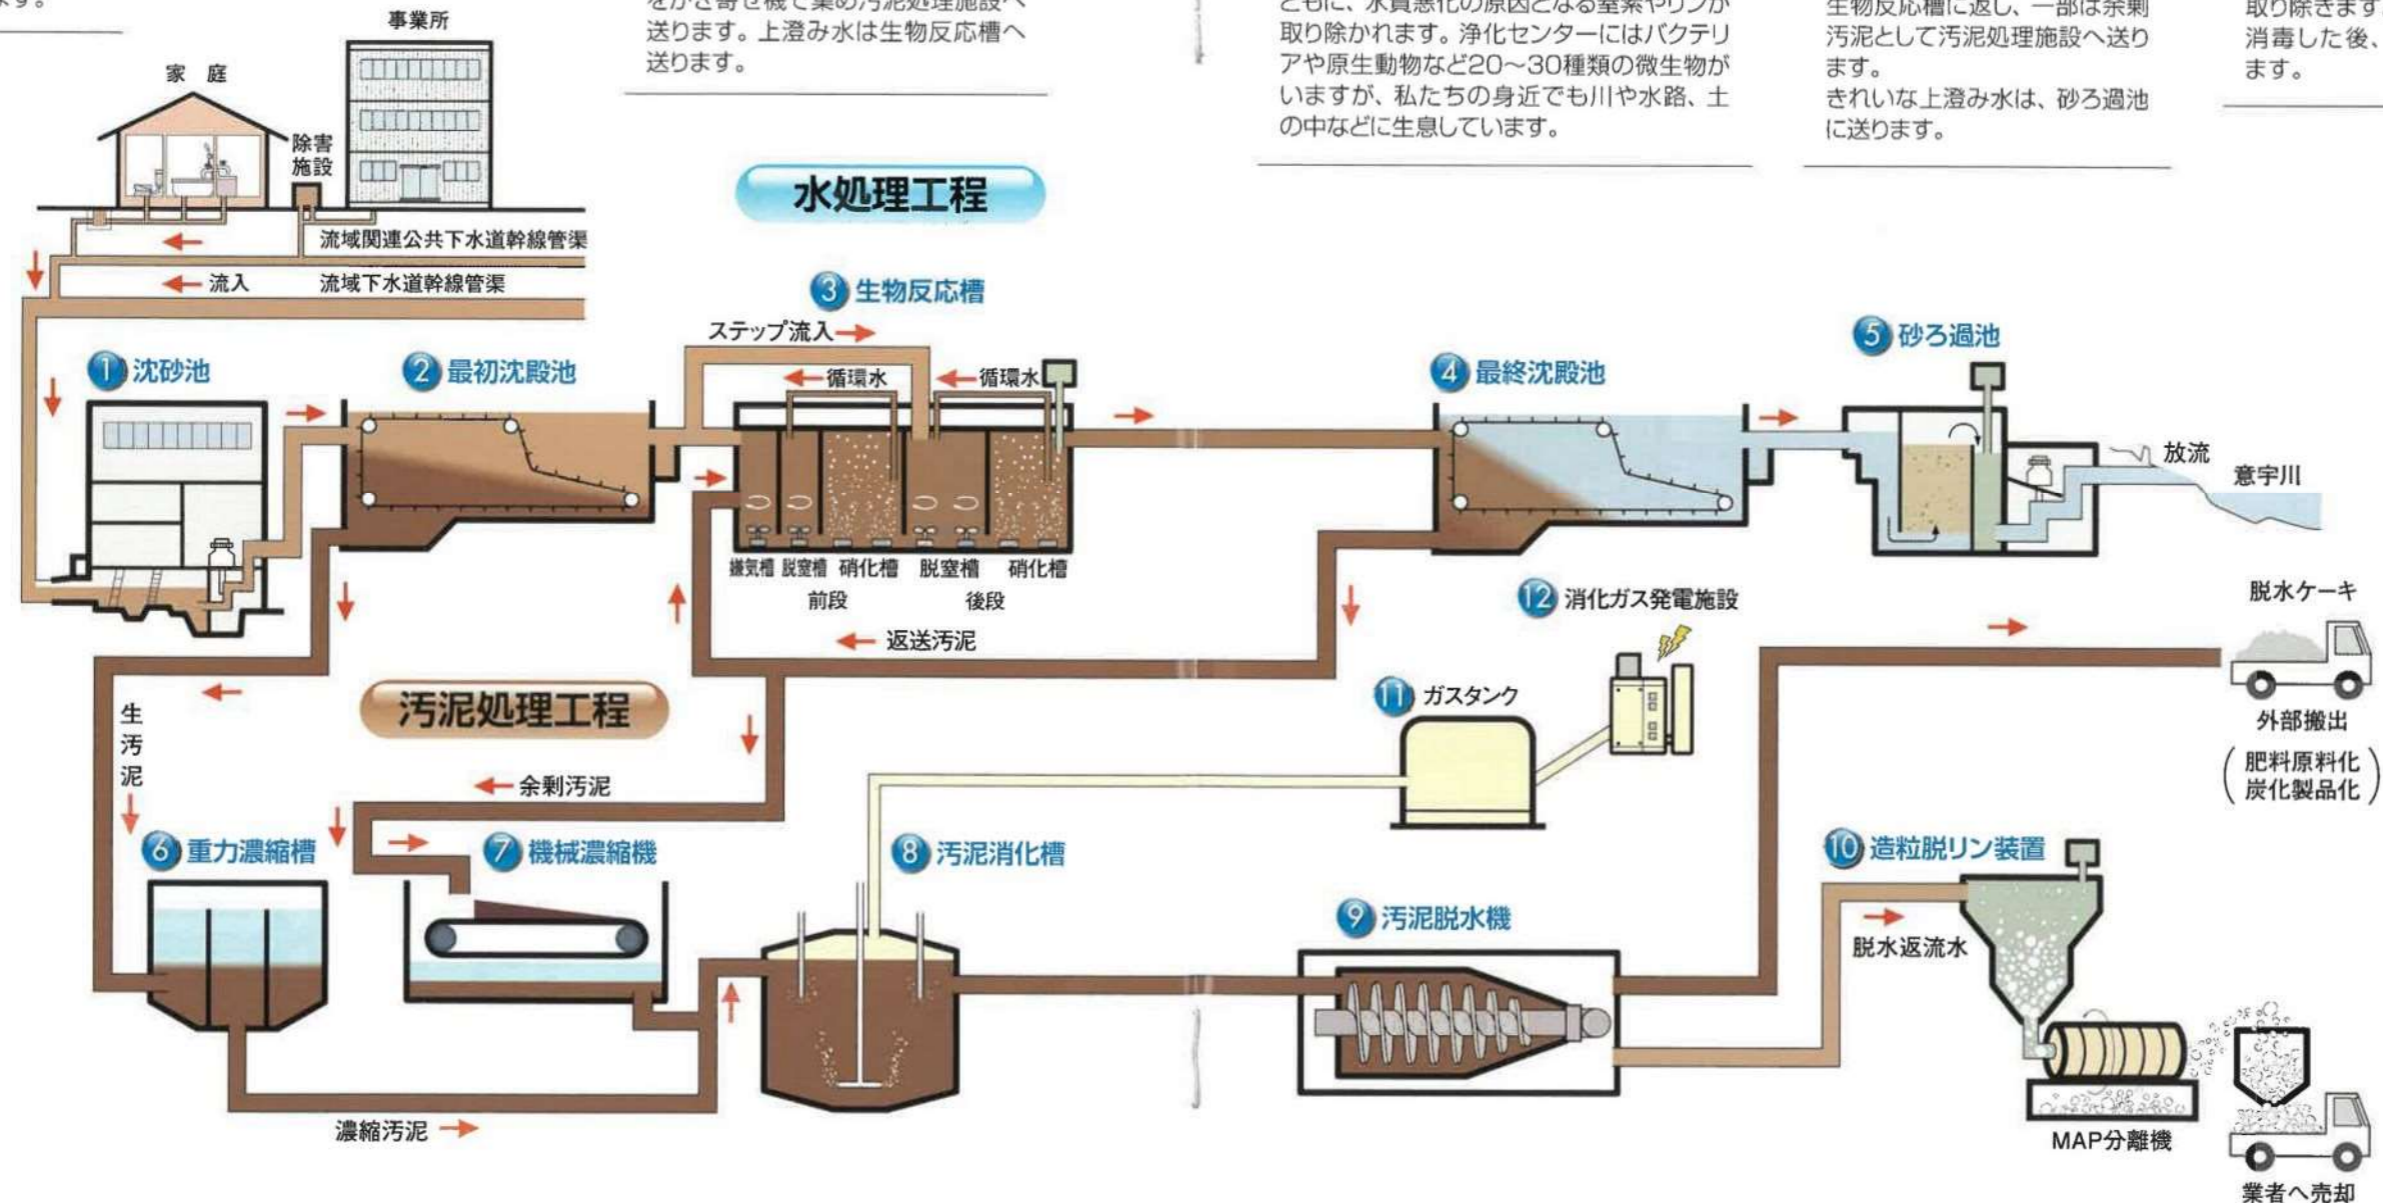 ます。
をかき寄せ機で集め汚泥処理施設へ
送ります。上澄み水は生物反応槽へ
送ります。
ともに、水質悪化の原因となる窒素やリンが
取り除かれます。浄化センターにはバクテリ
アや原生動物など20〜30種類の微生物が
いますが、私たちの身近でも川や水路、土
の中などに生息しています。
生物反応槽に返し、一部は余剰
汚泥として汚泥処理施設へ送り
ます。
きれいな上澄み水は、砂ろ過池
に送ります。
取り除きます
消毒した後、
ます。
事業所
家 庭
除害
施設
流域関連公共下水道幹線管渠
流入
流域下水道幹線管渠
水処理工程
① 沈砂池
② 最初沈殿池
③ 生物反応槽
ステップ流入
循環水
循環水
嫌気槽 脱窒槽 硝化槽 脱窒槽 硝化槽
前段 後段
返送汚泥
④ 最終沈殿池
⑤ 砂ろ過池
放流
意宇川
汚泥処理工程
生汚泥
余剰汚泥
⑥ 重力濃縮槽
⑦ 機械濃縮機
⑧ 汚泥消化槽
濃縮汚泥
⑨ 汚泥脱水機
⑩ 造粒脱リン装置
脱水返流水
MAP分離機
業者へ売却
⑪ ガスタンク
⑫ 消化ガス発電施設
脱水ケーキ
外部搬出
(肥料原料化
炭化製品化)